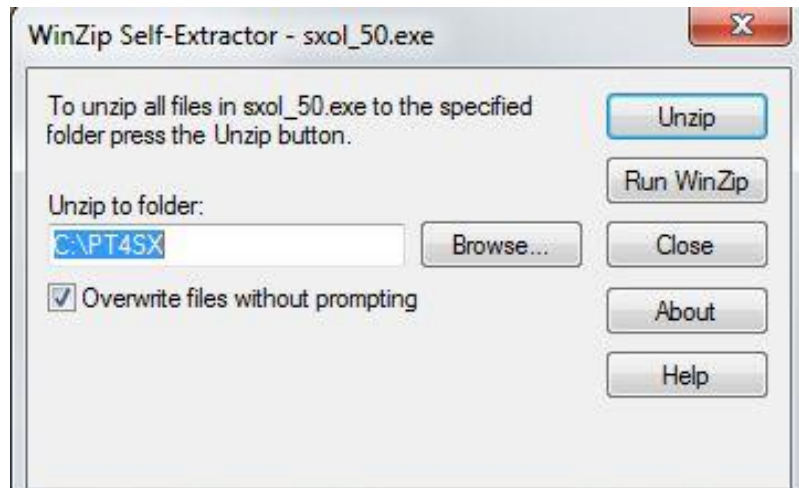 WinZip Self-Extractor - sxol_50.exe
To unzip all files in sxol_50.exe to the specified
folder press the Unzip button.
Unzip to folder:
C:\PT4SX
Browse...
Overwrite files without prompting
Unzip
Run WinZip
Close
About
Help